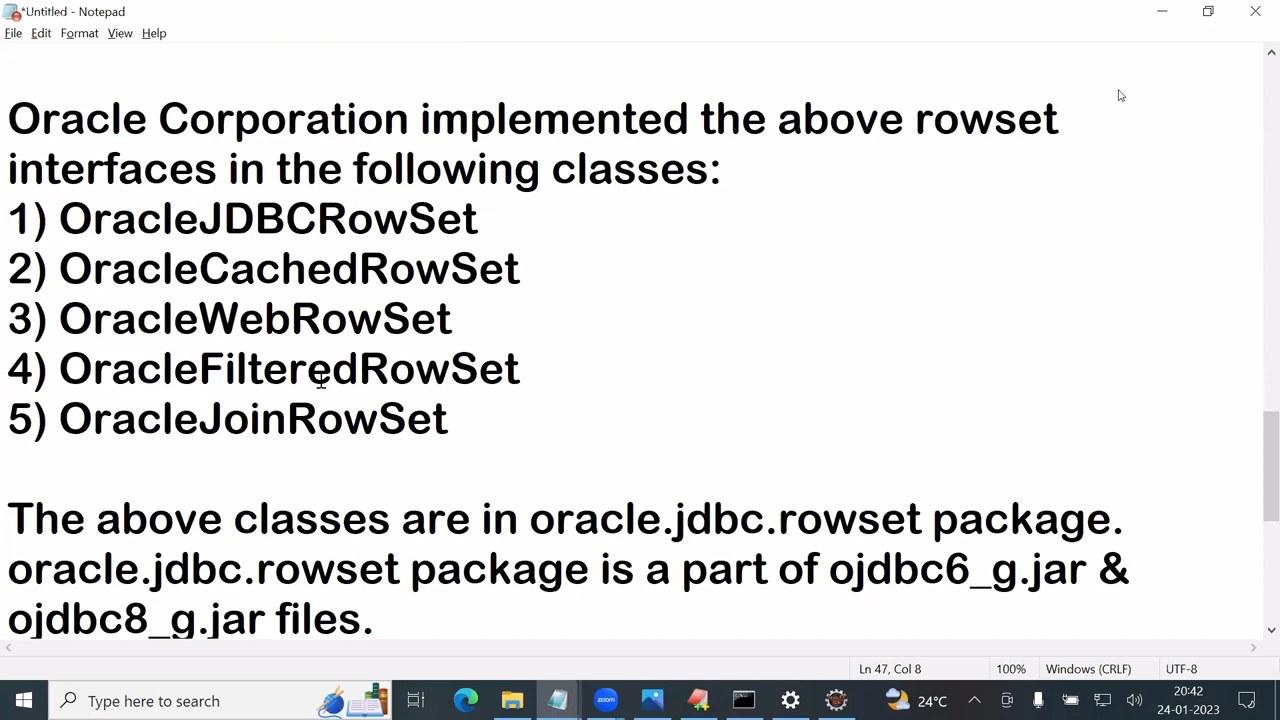 *Untitled - Notepad
File Edit Format View Help
Oracle Corporation implemented the above rowset
interfaces in the following classes:
1) OracleJDBCRowSet
2) OracleCachedRowSet
3) OracleWebRowSet
4) OracleFilteredRowSet
5) OracleJoinRowSet
The above classes are in oracle.jdbc.rowset package.
oracle.jdbc.rowset package is a part of ojdbc6_g.jar &
ojdbc8_g.jar files.
Ln 47, Col 8 100% Windows (CRLF) UTF-8
Type here to search zoom 24°C 20:42
24-01-2023